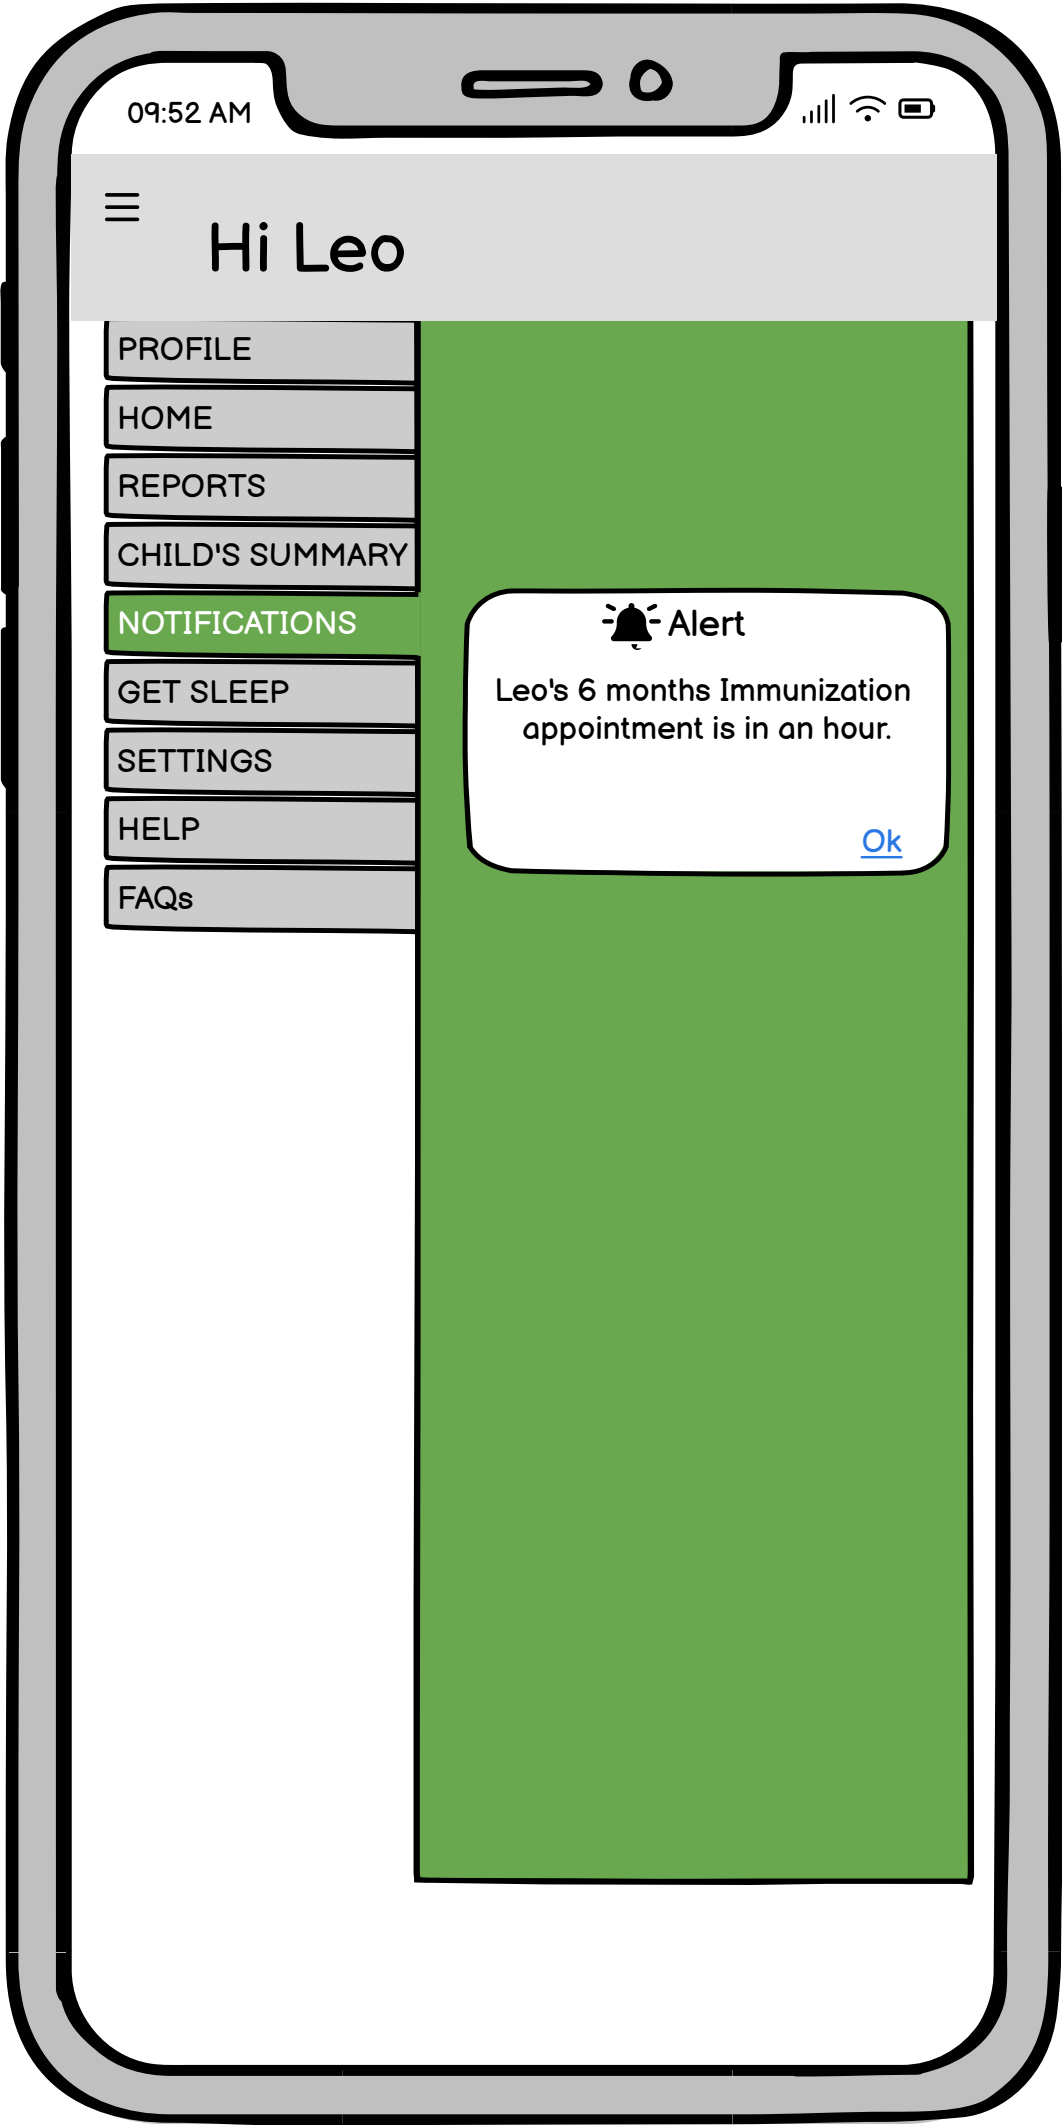 09:52 AM
Hi Leo
PROFILE
HOME
REPORTS
CHILD'S SUMMARY
NOTIFICATIONS
GET SLEEP
SETTINGS
HELP
FAQs
Alert
Leo's 6 months Immunization
appointment is in an hour.
Ok